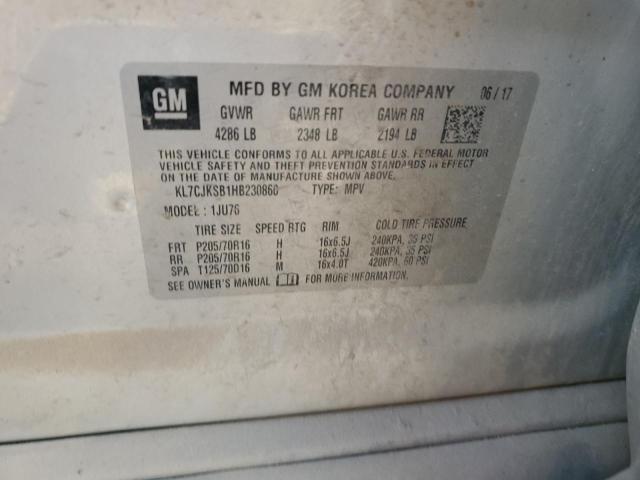 GM
MFD BY GM KOREA COMPANY 06/17
GVWR GAWR FRT GAWR RR
4286 LB 2348 LB 2194 LB
THIS VEHICLE CONFORMS TO ALL APPLICABLE U.S. FEDERAL MOTOR
VEHICLE SAFETY AND THEFT PREVENTION STANDARDS IN EFFECT ON
THE DATE OF MANUFACTURE SHOWN ABOVE.
KL7CJKSB1HB230860 TYPE: MPV
MODEL: 1JU76
TIRE SIZE SPEED RTG RIM COLD TIRE PRESSURE
FRT P205/70R16 H 16x6.5J 240KPA, 35 PSI
RR P205/70R16 H 16x6.5J 240KPA, 35 PSI
SPA T125/70D16 M 16x4.0T 420KPA, 60 PSI
SEE OWNER'S MANUAL FOR MORE INFORMATION.